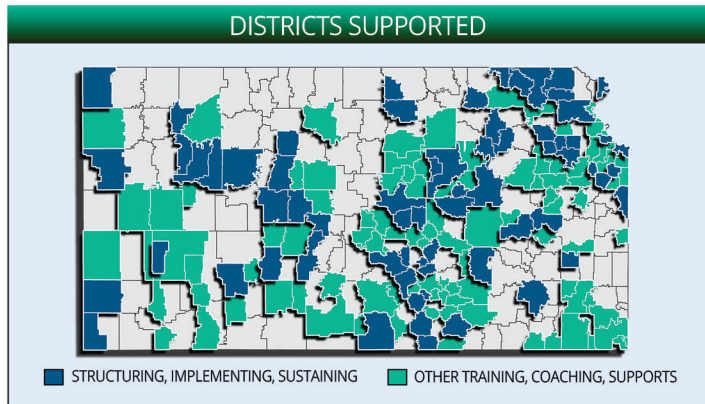 DISTRICTS SUPPORTED
STRUCTURING, IMPLEMENTING, SUSTAINING
OTHER TRAINING, COACHING, SUPPORTS